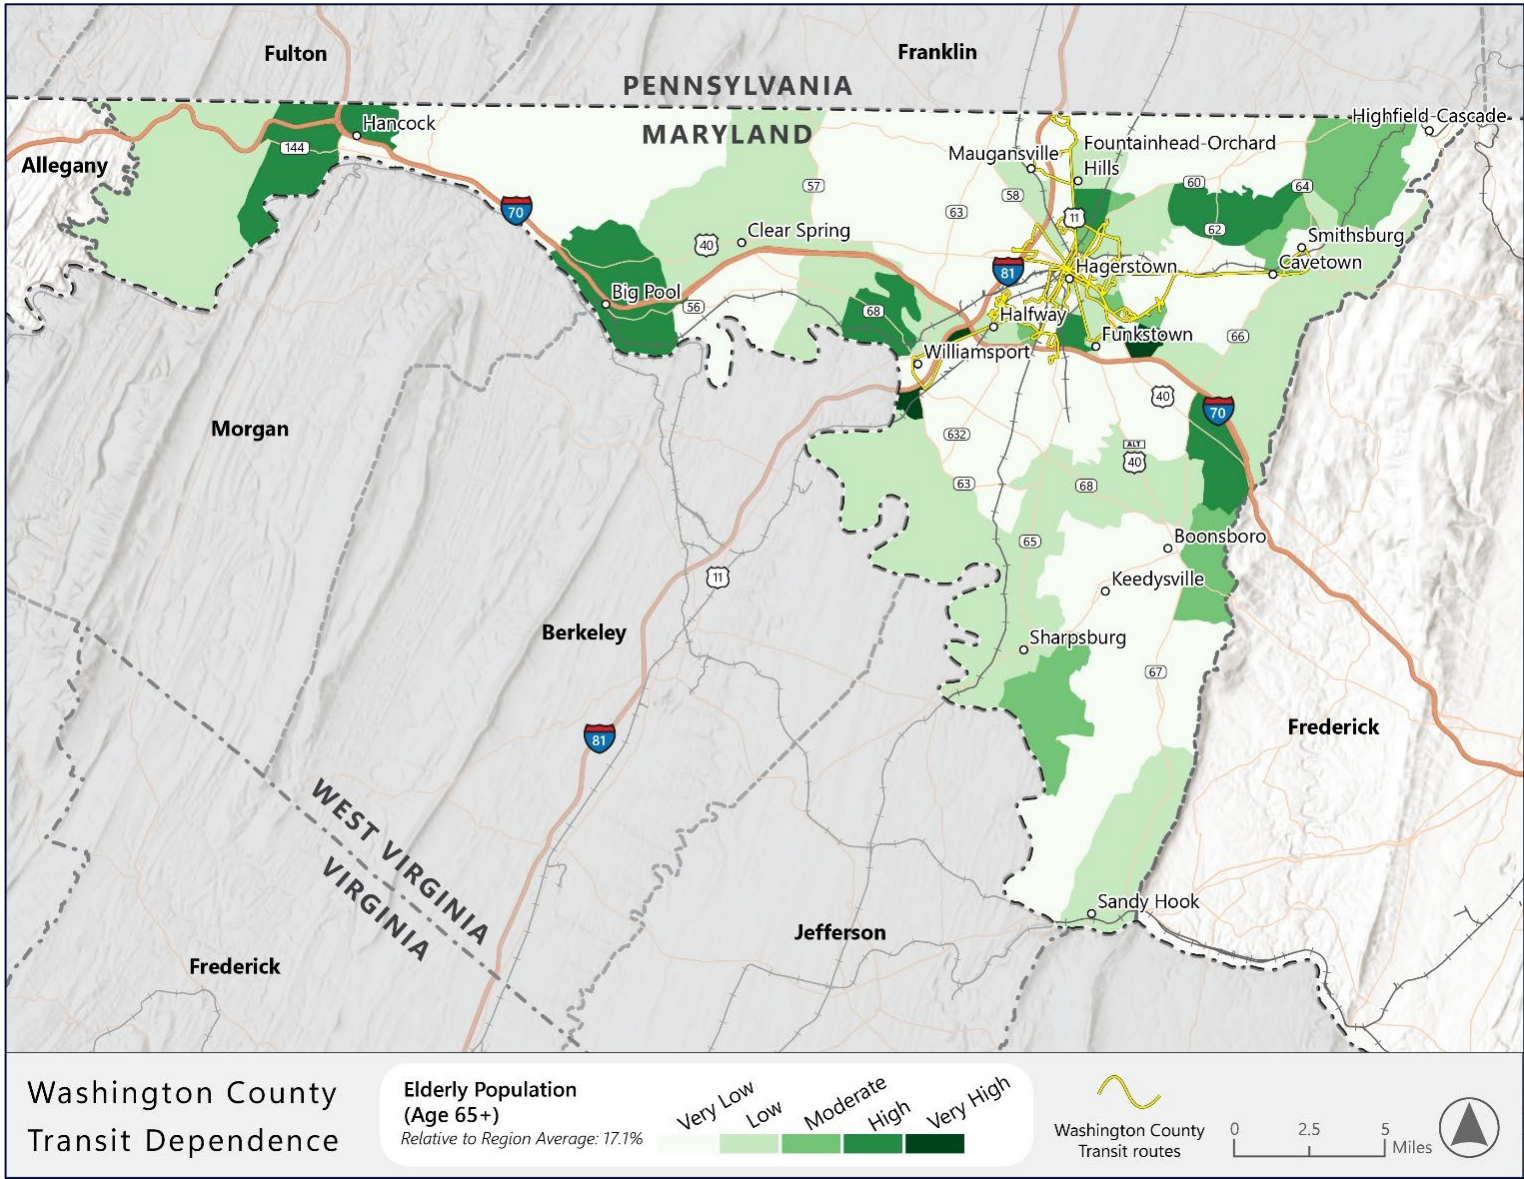 Fulton
Franklin
PENNSYLVANIA
MARYLAND
Highfield-Cascade
Hancock
144
Allegany
Maugansville
Fountainhead-Orchard
Hills
57
58
60
64
63
11
62
70
40
Clear Spring
Smithsburg
Cavetown
81
Hagerstown
Big Pool
56
68
Halfway
Funkstown
66
Williamsport
40
70
Morgan
632
ALT
40
63
68
65
Boonsboro
11
Keedysville
Berkeley
Sharpsburg
67
81
Frederick
WEST VIRGINIA
VIRGINIA
Sandy Hook
Jefferson
Frederick
Washington County
Transit Dependence
Elderly Population
(Age 65+)
Relative to Region Average: 17.1%
Very Low
Low
Moderate
High
Very High
Washington County
Transit routes
0
2.5
5
Miles